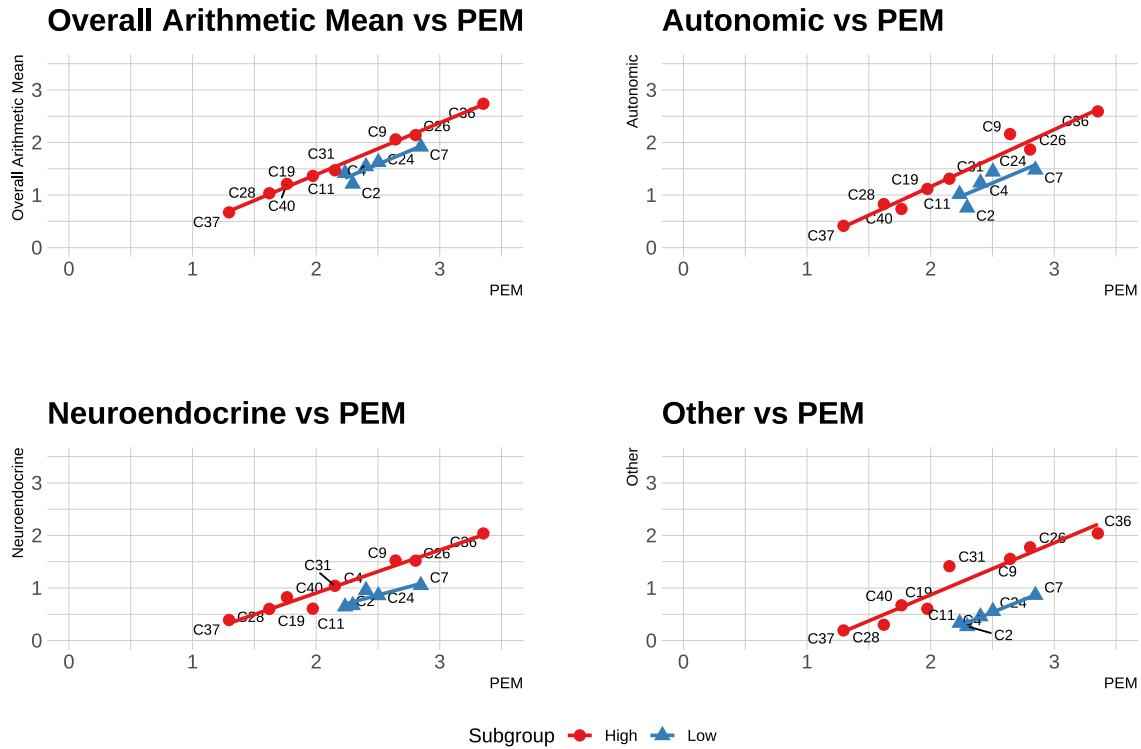 Overall Arithmetic Mean vs PEM
Overall Arithmetic Mean
3
2
1
0
C36
C26
C9
C7
C31
C24
C4
C19
C28
C11
C2
C40
C37
0 1 2 3
PEM
Autonomic vs PEM
Autonomic
3
2
1
0
C36
C9
C26
C24
C31
C7
C19
C4
C28
C11
C2
C40
C37
0 1 2 3
PEM
Neuroendocrine vs PEM
Neuroendocrine
3
2
1
0
C36
C26
C9
C31
C4
C7
C40
C24
C2
C28
C19
C11
C37
0 1 2 3
PEM
Other vs PEM
Other
3
2
1
0
C36
C26
C31
C9
C7
C40
C19
C24
C11
C4
C2
C37
C28
0 1 2 3
PEM
Subgroup High Low